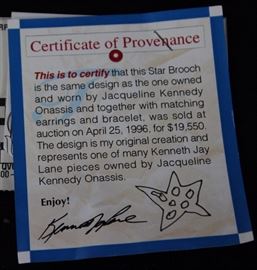 Certificate of Provenance
This is to certify that this Star Brooch
is the same design as the one owned
and worn by Jacqueline Kennedy
Onassis and together with matching
earrings and bracelet, was sold at
auction on April 25, 1996, for $19,550.
The design is my original creation and
represents one of many Kenneth Jay
Lane pieces owned by Jacqueline
Kennedy Onassis.
Enjoy!